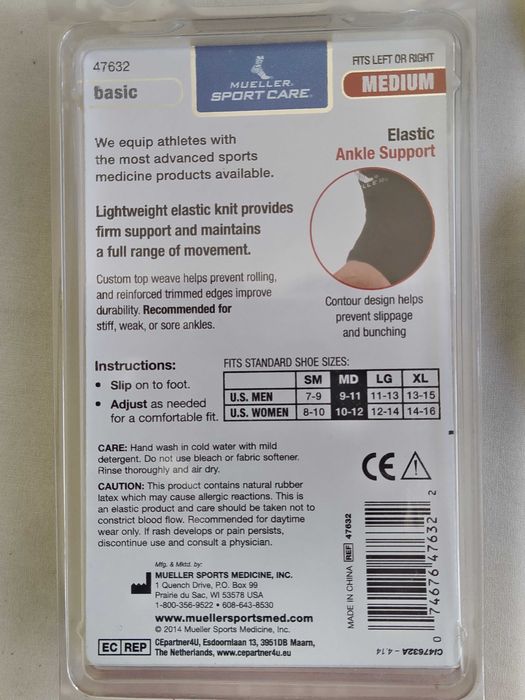 47632
basic
MUELLER®
SPORT CARE®
FITS LEFT OR RIGHT
MEDIUM
We equip athletes with
the most advanced sports
medicine products available.
Elastic
Ankle Support
Lightweight elastic knit provides
firm support and maintains
a full range of movement.
Custom top weave helps prevent rolling,
and reinforced trimmed edges improve
durability. Recommended for
stiff, weak, or sore ankles.
Contour design helps
prevent slippage
and bunching
Instructions:
• Slip on to foot.
• Adjust as needed
for a comfortable fit.
FITS STANDARD SHOE SIZES:
SM MD LG XL
U.S. MEN 7-9 9-11 11-13 13-15
U.S. WOMEN 8-10 10-12 12-14 14-16
CARE: Hand wash in cold water with mild
detergent. Do not use bleach or fabric softener.
Rinse thoroughly and air dry.
CAUTION: This product contains natural rubber
latex which may cause allergic reactions. This is
an elastic product and care should be taken not to
constrict blood flow. Recommended for daytime
wear only. If rash develops or pain persists,
discontinue use and consult a physician.
CE
Mfg. & Mktd. by:
MUELLER SPORTS MEDICINE, INC.
1 Quench Drive, P.O. Box 99
Prairie du Sac, WI 53578 USA
1-800-356-9522 • 608-643-8530
www.muellersportsmed.com
© 2014 Mueller Sports Medicine, Inc.
EC REP
CEpartner4U, Esdoornlaan 13, 3951DB Maarn,
The Netherlands, www.cepartner4u.eu
MADE IN CHINA REF 47632
0 74676 47632 2
CI47632A – 4.14